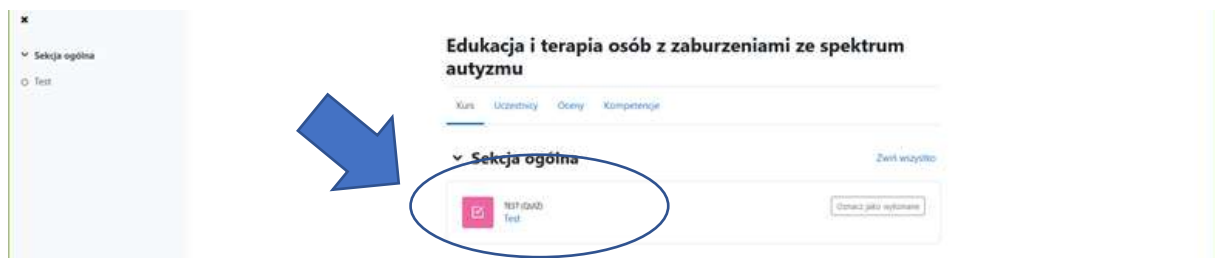 Sekcja ogólna
Test
Edukacja i terapia osób z zaburzeniami ze spektrum
autyzmu
Kurs Uczestnicy Oceny Kompetencje
Sekcja ogólna
Zwiń wszystko
TEST (QUIZ)
Test
Oznacz jako wykonane